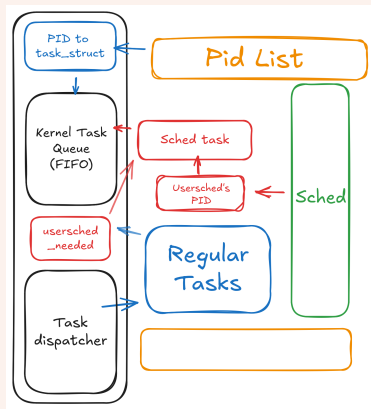 PID to
task_struct
Pid List
Kernel Task
Queue
(FIFO)
Sched task
Usersched's
PID
Sched
usersched
_needed
Regular
Tasks
Task
dispatcher